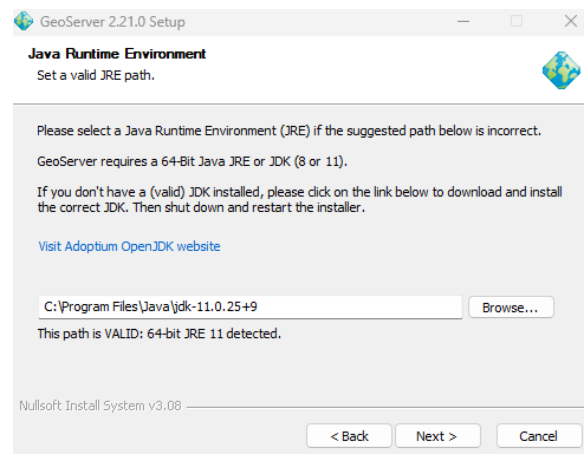 GeoServer 2.21.0 Setup
Java Runtime Environment
Set a valid JRE path.
Please select a Java Runtime Environment (JRE) if the suggested path below is incorrect.
GeoServer requires a 64-Bit Java JRE or JDK (8 or 11).
If you don't have a (valid) JDK installed, please click on the link below to download and install
the correct JDK. Then shut down and restart the installer.
Visit Adoptium OpenJDK website
C:\Program Files\Java\jdk-11.0.25+9
Browse...
This path is VALID: 64-bit JRE 11 detected.
Nullsoft Install System v3.08
< Back
Next >
Cancel